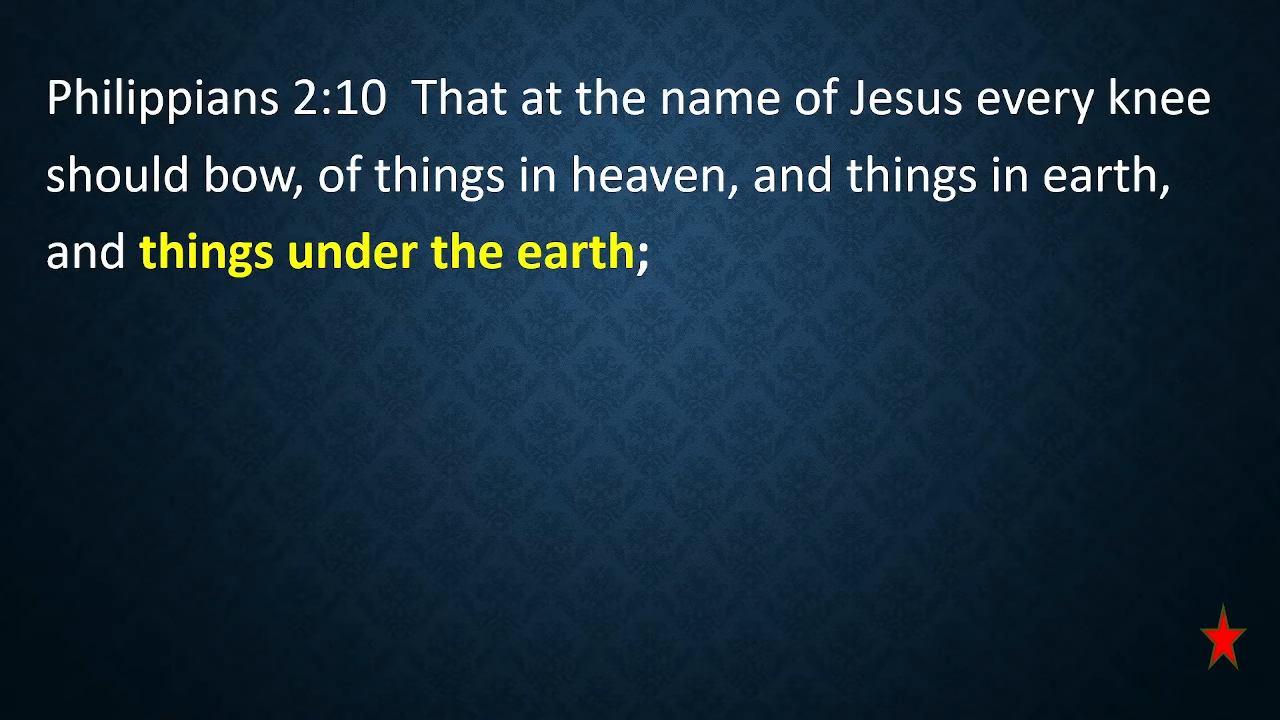 Philippians 2:10  That at the name of Jesus every knee
should bow, of things in heaven, and things in earth,
and things under the earth;